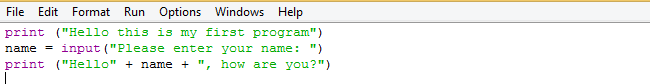 File Edit Format Run Options Windows Help
print ("Hello this is my first program")
name = input("Please enter your name: ")
print ("Hello" + name + ", how are you?")